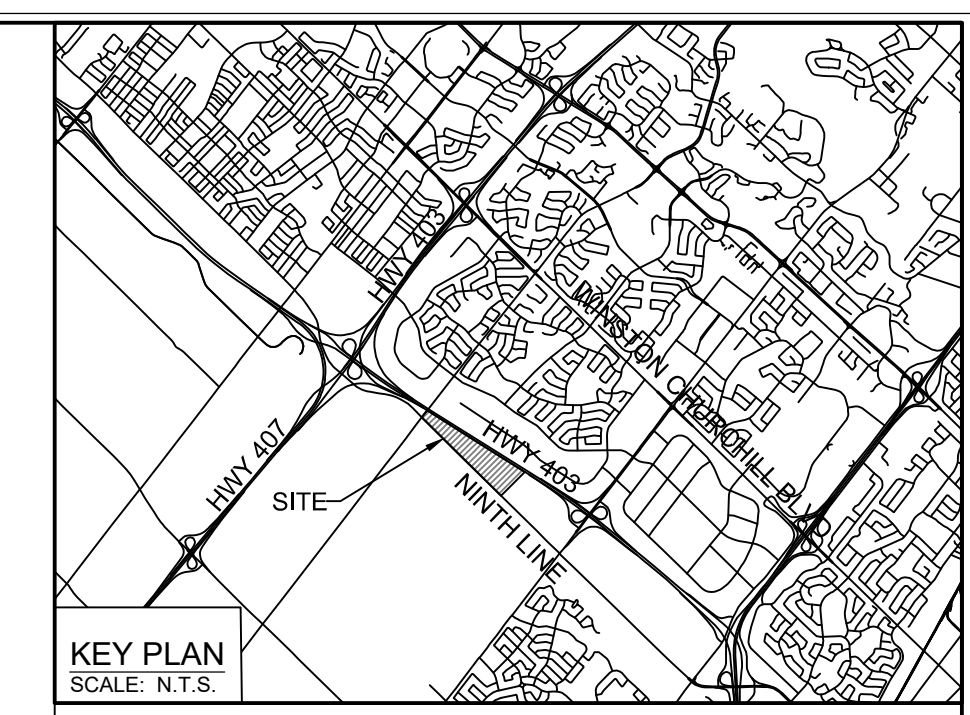 HWY 403
WINSTON CHURCHILL BLVD
HWY 407
HWY 403
SITE
NINTH LINE
KEY PLAN
SCALE: N.T.S.